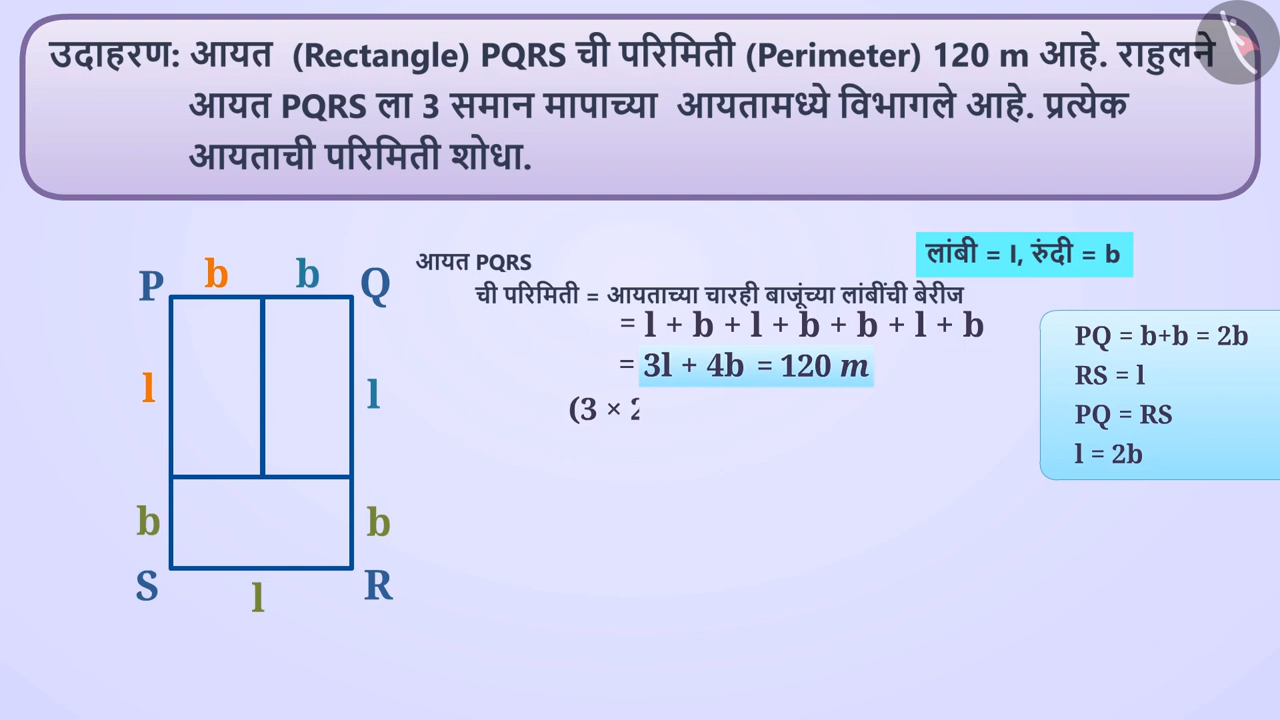 उदाहरण: आयत (Rectangle) PQRS ची परिमिती (Perimeter) 120 m आहे. राहुलने
आयत PQRS ला 3 समान मापाच्या आयतामध्ये विभागले आहे. प्रत्येक
आयताची परिमिती शोधा.
लांबी = l, रुंदी = b
आयत PQRS
ची परिमिती = आयताच्या चारही बाजूंच्या लांबींची बेरीज
= l + b + l + b + b + l + b
= 3l + 4b = 120 m
(3 × 2
PQ = b+b = 2b
RS = l
PQ = RS
l = 2b
P b b Q
l l
b b
S l R